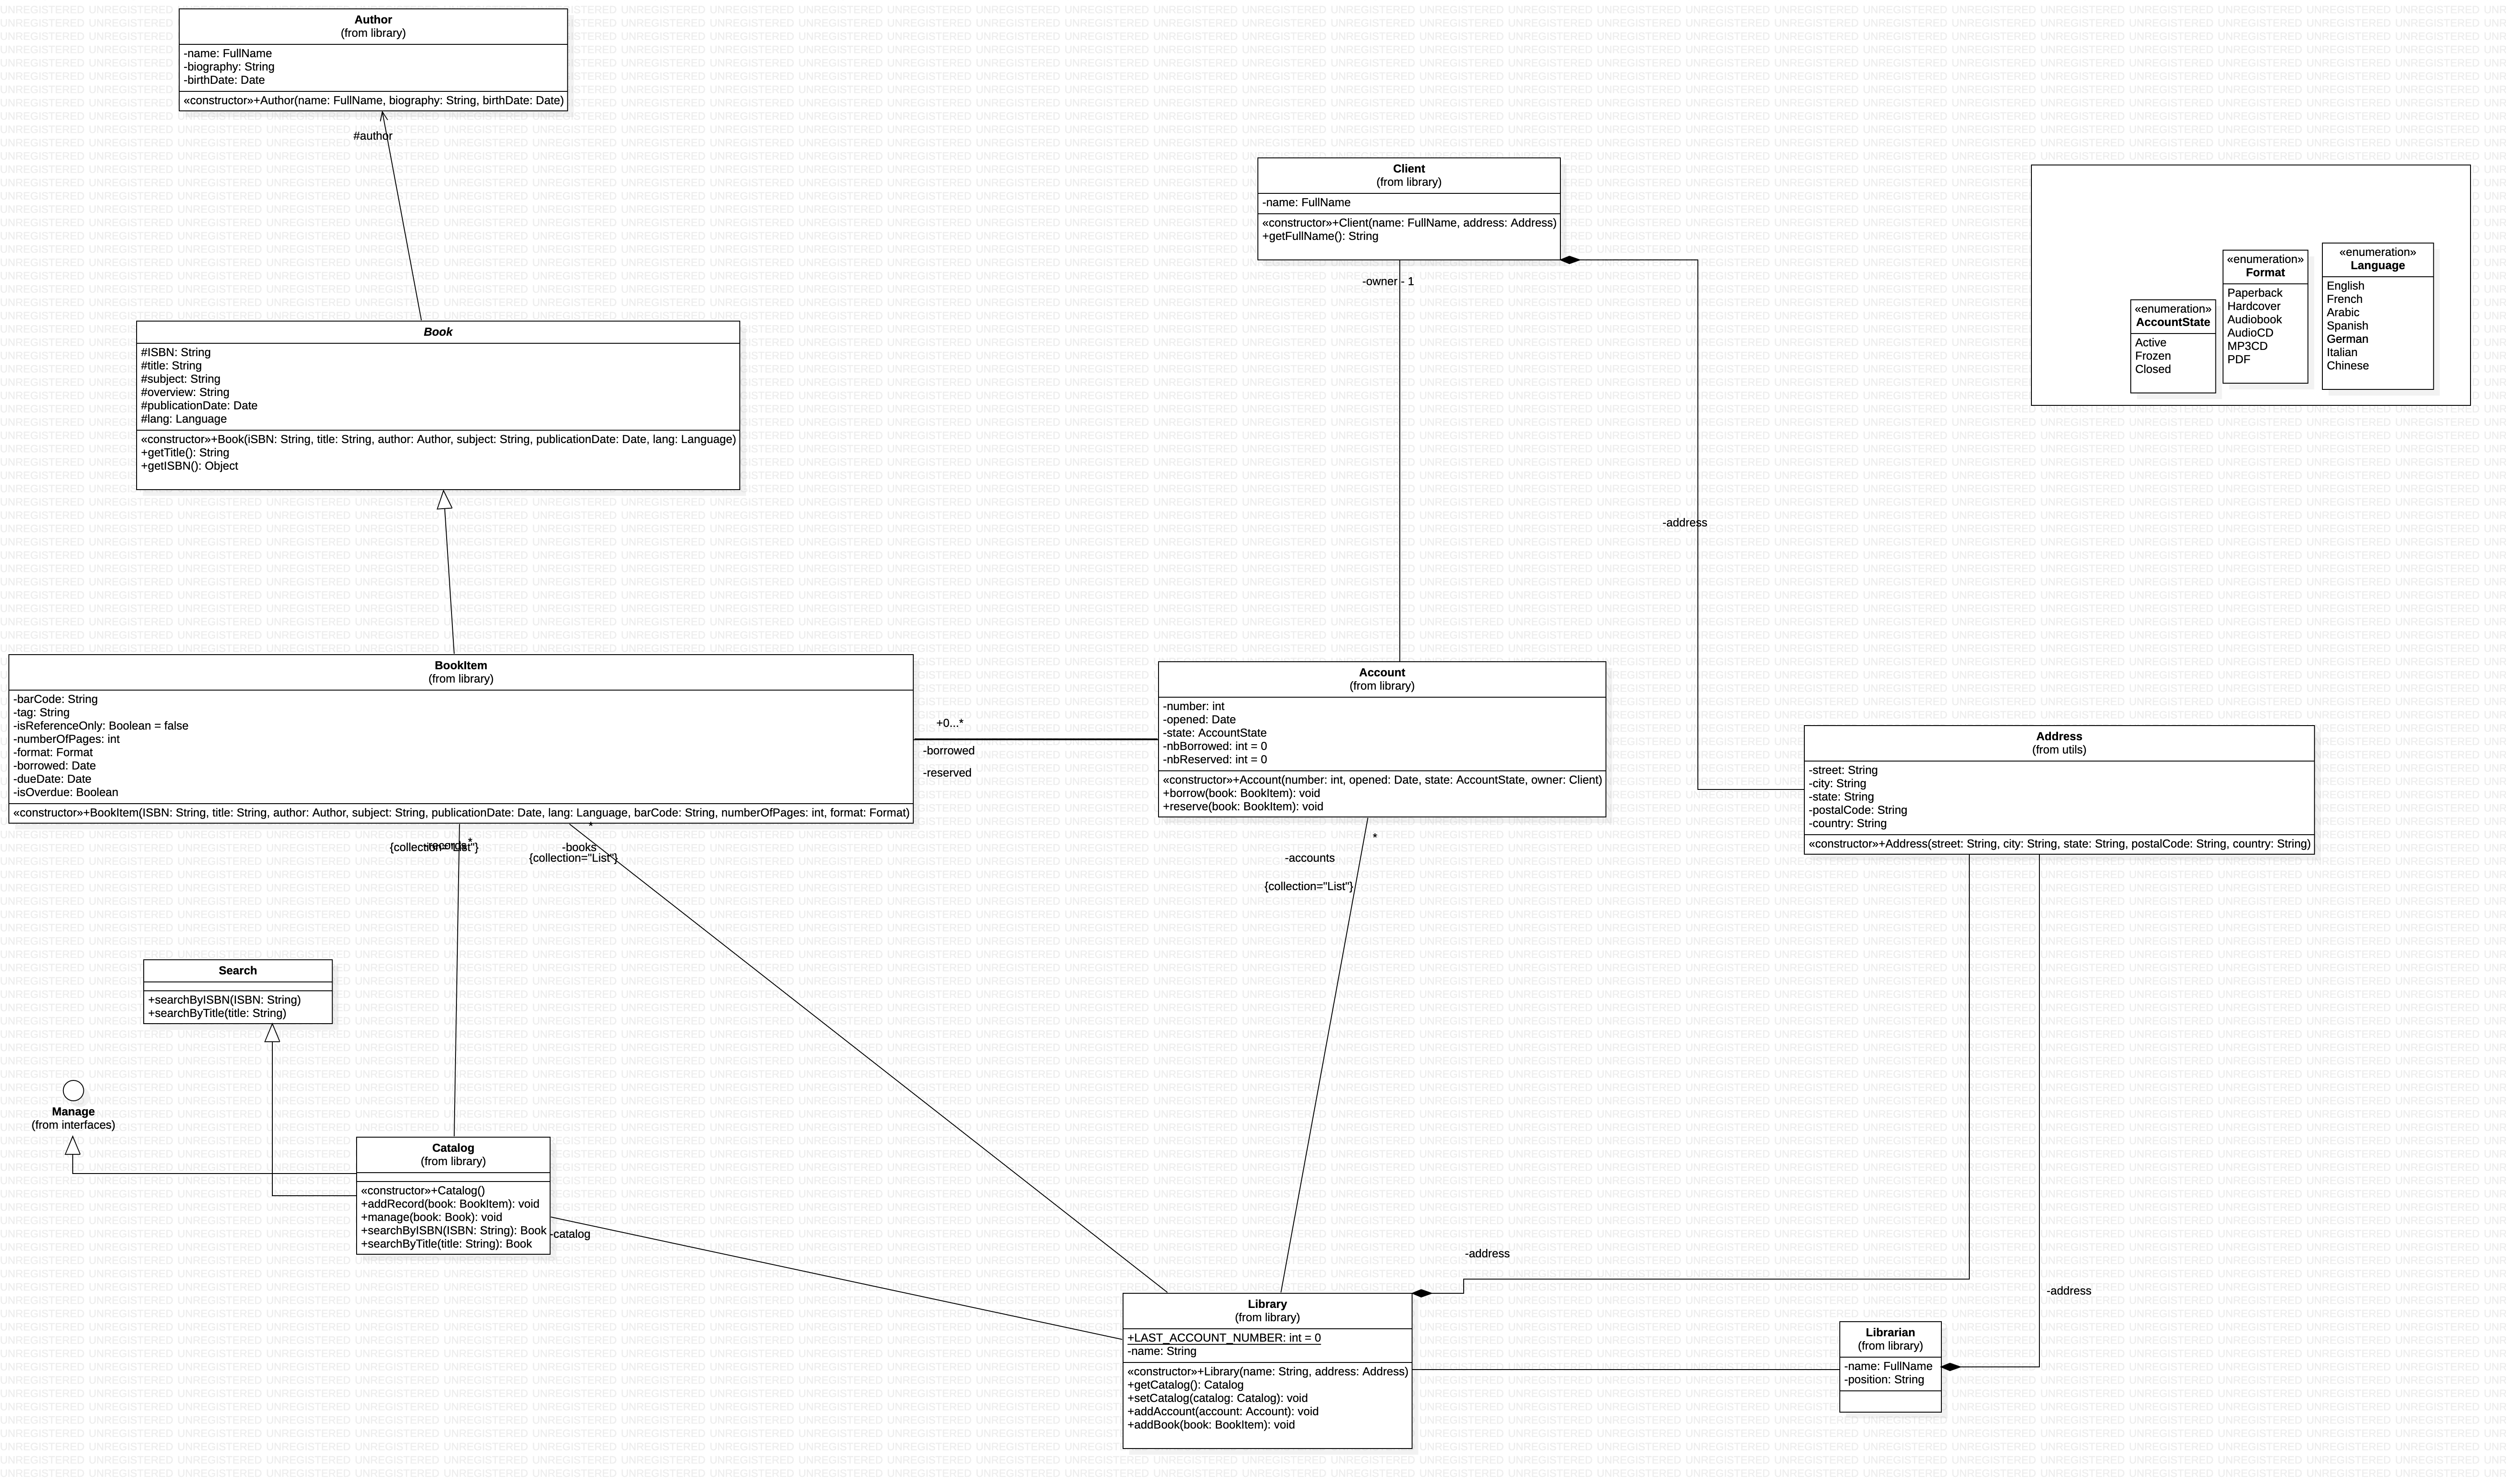 Author
(from library)
-name: FullName
-biography: String
-birthDate: Date
«constructor»+Author(name: FullName, biography: String, birthDate: Date)
#author
Book
#ISBN: String
#title: String
#subject: String
#overview: String
#publicationDate: Date
#lang: Language
«constructor»+Book(iSBN: String, title: String, author: Author, subject: String, publicationDate: Date, lang: Language)
+getTitle(): String
+getISBN(): Object
Client
(from library)
-name: FullName
«constructor»+Client(name: FullName, address: Address)
+getFullName(): String
-owner - 1
-address
«enumeration»
AccountState
Active
Frozen
Closed
«enumeration»
Format
Paperback
Hardcover
Audiobook
AudioCD
MP3CD
PDF
«enumeration»
Language
English
French
Arabic
Spanish
German
Italian
Chinese
BookItem
(from library)
-barCode: String
-tag: String
-isReferenceOnly: Boolean = false
-numberOfPages: int
-format: Format
-borrowed: Date
-dueDate: Date
-isOverdue: Boolean
«constructor»+BookItem(ISBN: String, title: String, author: Author, subject: String, publicationDate: Date, lang: Language, barCode: String, numberOfPages: int, format: Format)
+0...*
-borrowed
-reserved
Account
(from library)
-number: int
-opened: Date
-state: AccountState
-nbBorrowed: int = 0
-nbReserved: int = 0
«constructor»+Account(number: int, opened: Date, state: AccountState, owner: Client)
+borrow(book: BookItem): void
+reserve(book: BookItem): void
Address
(from utils)
-street: String
-city: String
-state: String
-postalCode: String
-country: String
«constructor»+Address(street: String, city: String, state: String, postalCode: String, country: String)
*
-records
{collection="List"}
*
-books
{collection="List"}
*
-accounts
{collection="List"}
Search
+searchByISBN(ISBN: String)
+searchByTitle(title: String)
Manage
(from interfaces)
Catalog
(from library)
«constructor»+Catalog()
+addRecord(book: BookItem): void
+manage(book: Book): void
+searchByISBN(ISBN: String): Book
+searchByTitle(title: String): Book
-catalog
Library
(from library)
+LAST_ACCOUNT_NUMBER: int = 0
-name: String
«constructor»+Library(name: String, address: Address)
+getCatalog(): Catalog
+setCatalog(catalog: Catalog): void
+addAccount(account: Account): void
+addBook(book: BookItem): void
-address
-address
Librarian
(from library)
-name: FullName
-position: String